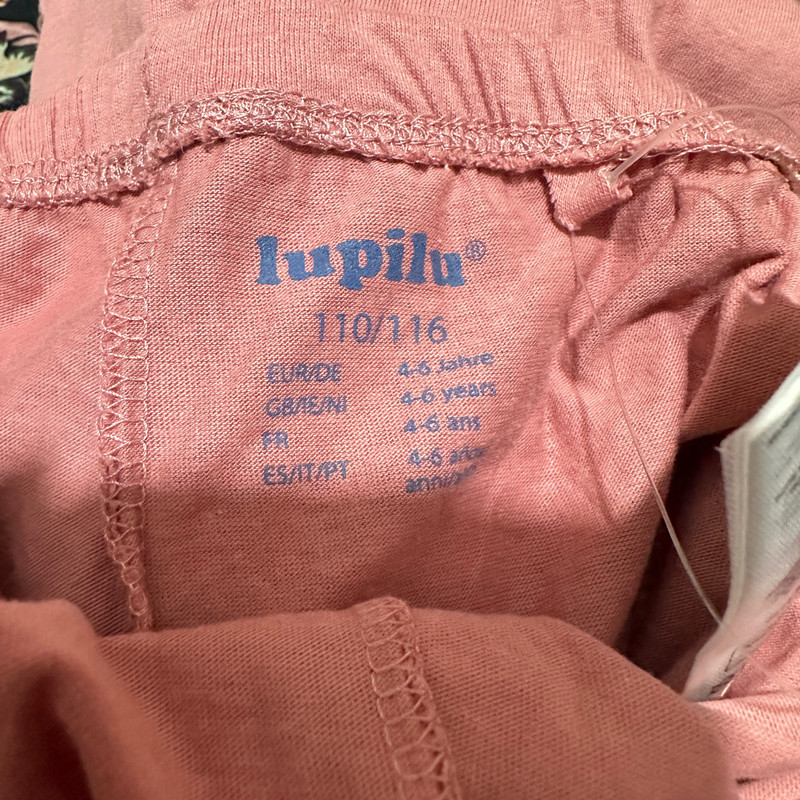 lupilu®
110/116
EUR/DE 4-6 Jahre
GB/IE/NI 4-6 years
FR 4-6 ans
ES/IT/PT 4-6 años